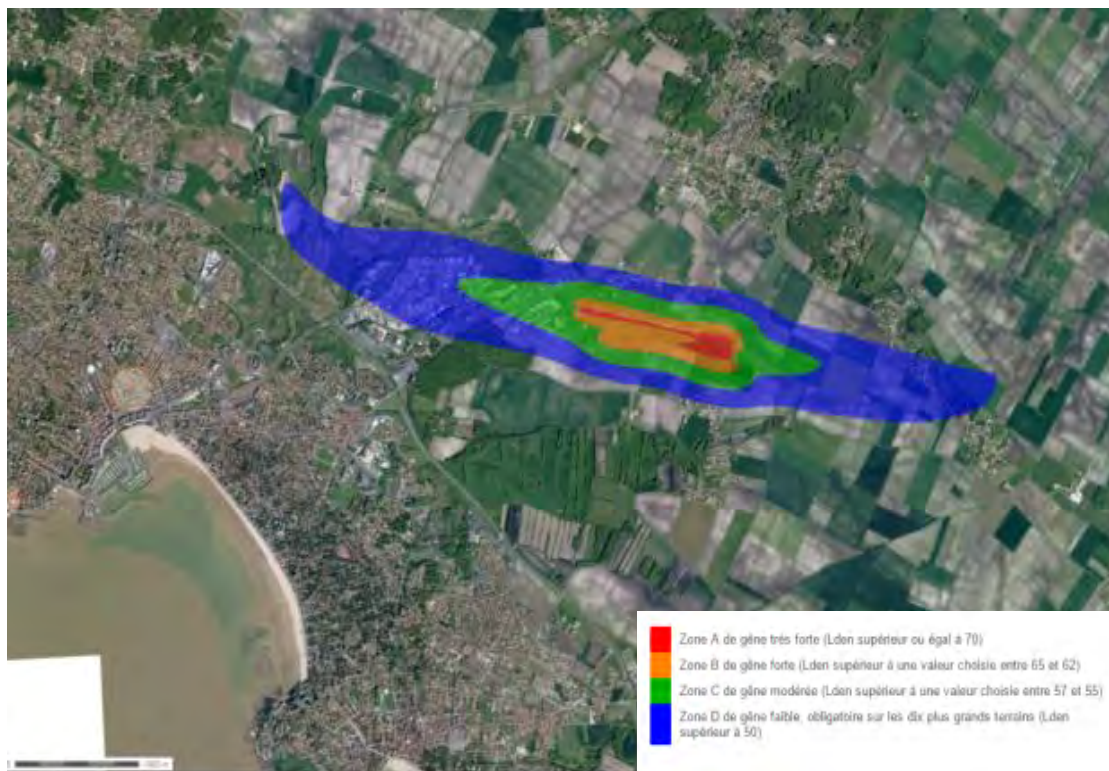 Zone A de gêne très forte (Lden supérieur ou égal à 70)
Zone B de gêne forte (Lden supérieur à une valeur choisie entre 65 et 62)
Zone C de gêne modérée (Lden supérieur à une valeur choisie entre 57 et 55)
Zone D de gêne faible, obligatoire sur les dix plus grands terrains (Lden
supérieur à 50)